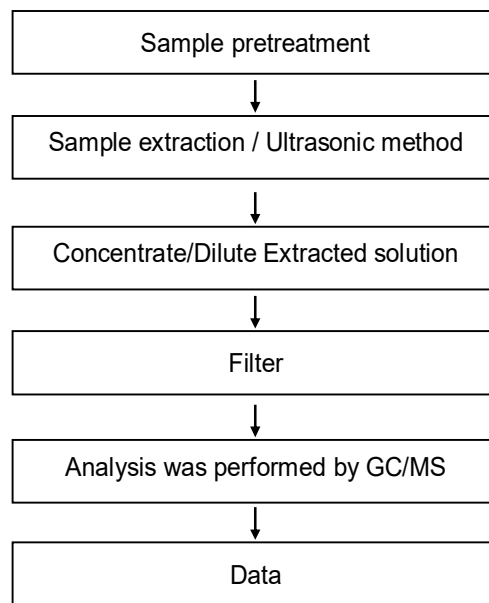 Sample pretreatment
Sample extraction / Ultrasonic method
Concentrate/Dilute Extracted solution
Filter
Analysis was performed by GC/MS
Data